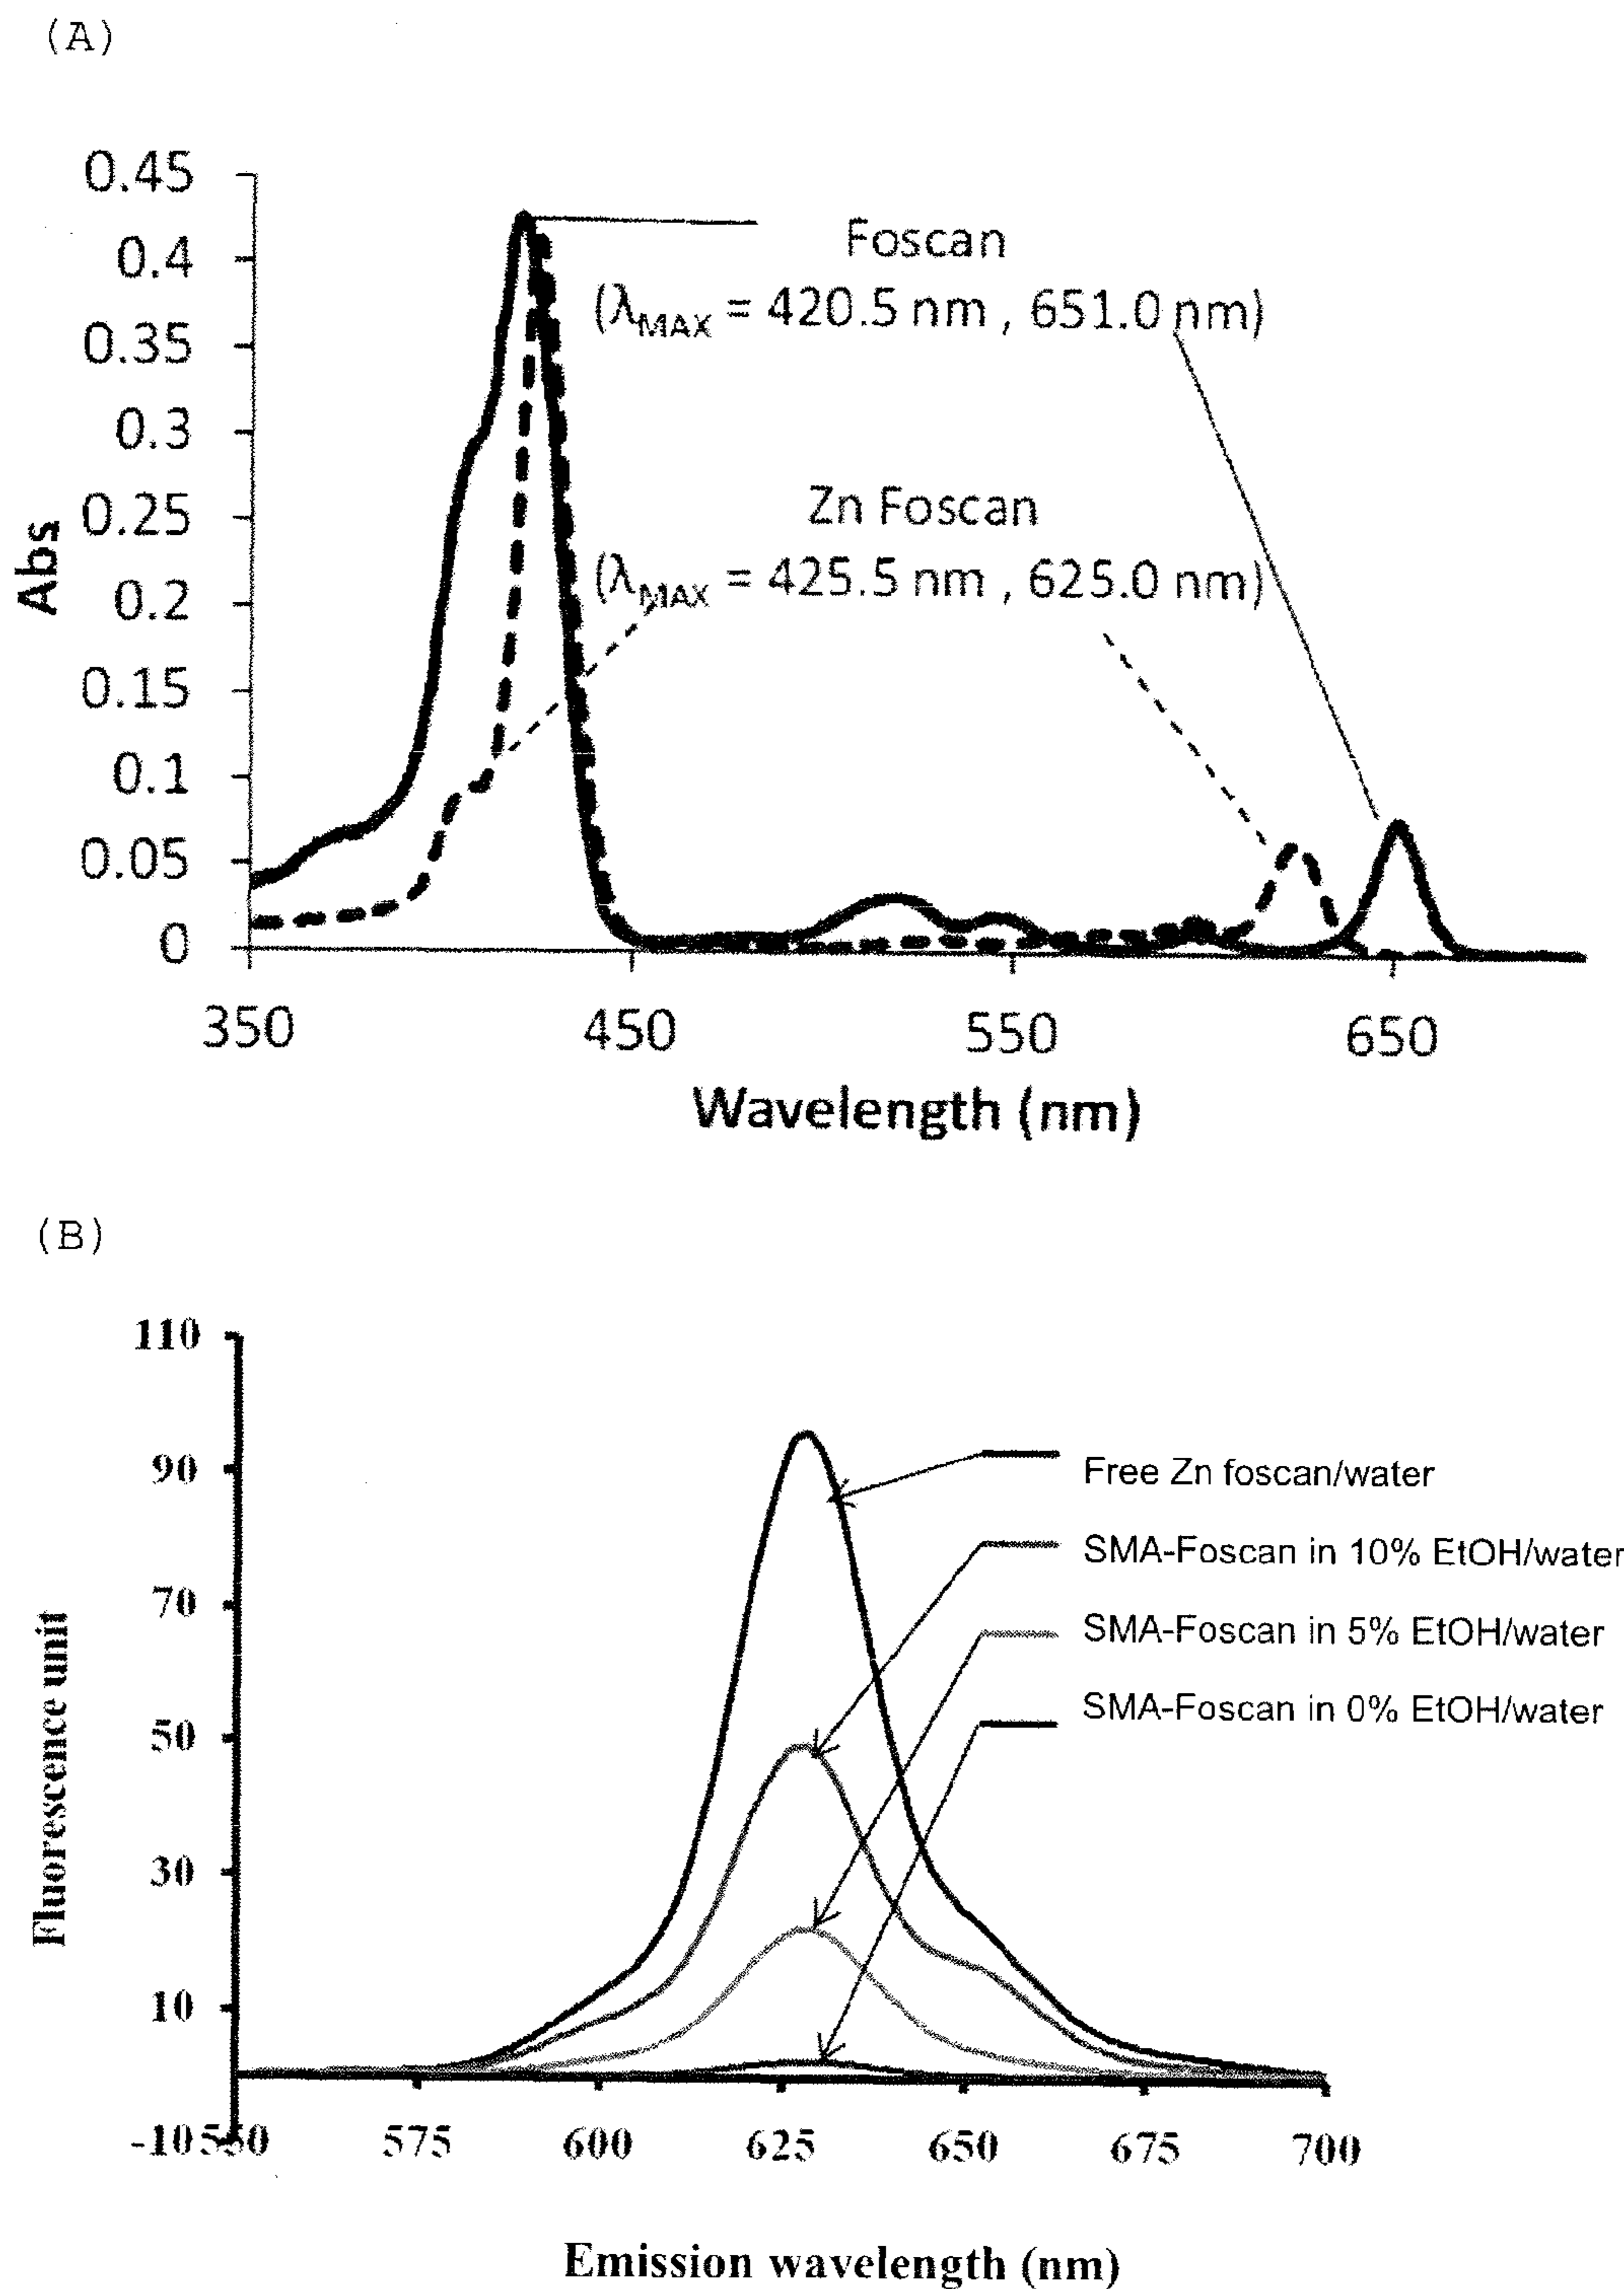 (A)
0.45
0.4
0.35
0.3
0.25
0.2
0.15
0.1
0.05
0
Abs
Foscan
(λMAX = 420.5 nm , 651.0 nm)
Zn Foscan
(λMAX = 425.5 nm , 625.0 nm)
350 450 550 650
Wavelength (nm)
(B)
110
90
70
50
30
10
-10
Fluorescence unit
Free Zn foscan/water
SMA-Foscan in 10% EtOH/water
SMA-Foscan in 5% EtOH/water
SMA-Foscan in 0% EtOH/water
550 575 600 625 650 675 700
Emission wavelength (nm)